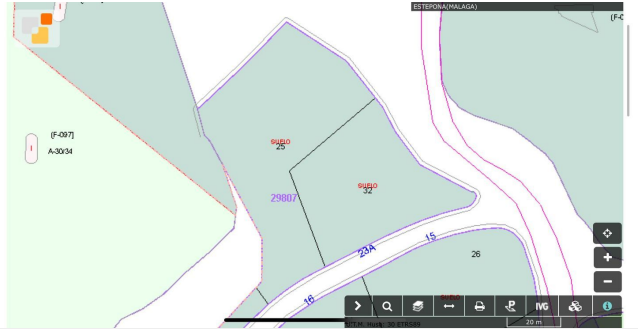 ESTEPONA(MALAGA)
(F-097]
A-30/34
SUELO
25
SUELO
32
29807
23A
15
26
16
IVG
20 m